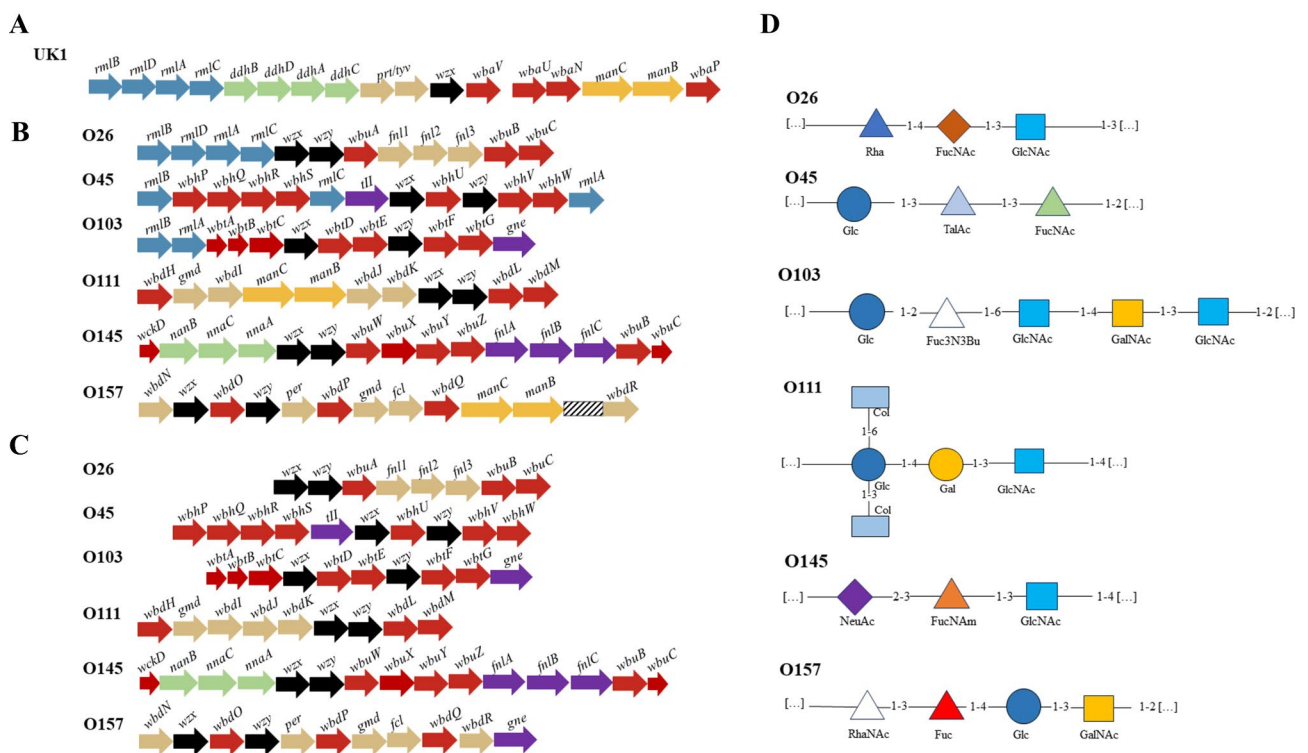 A
UK1
rmlB rmlD rmlA rmlC ddhB ddhD ddhA ddhC prt/tyv wzx wbaV wbaU wbaN manC manB wbaP
B
O26
rmlB rmlD rmlA rmlC wzx wzy wbuA fnl1 fnl2 fnl3 wbuB wbuC
O45
rmlB wbhP wbhQ wbhR wbhS rmlC tll wzx wbhU wzy wbhV wbhW rmlA
O103
rmlB rmlA wbtA wbtB wbtC wzx wbtD wbtE wzy wbtF wbtG gne
O111
wbdH gmd wbdI manC manB wbdJ wbdK wzx wzy wbdL wbdM
O145
wckD nanB nnaC nnaA wzx wzy wbuW wbuX wbuY wbuZ fnlA fnlB fnlC wbuB wbuC
O157
wbdN wzx wbdO wzy per wbdP gmd fcl wbdQ manC manB wbdR
C
O26
wzx wzy wbuA fnl1 fnl2 fnl3 wbuB wbuC
O45
wbhP wbhQ wbhR wbhS tll wzx wbhU wzy wbhV wbhW
O103
wbtA wbtB wbtC wzx wbtD wbtE wzy wbtF wbtG gne
O111
wbdH gmd wbdI wbdJ wbdK wzx wzy wbdL wbdM
O145
wckD nanB nnaC nnaA wzx wzy wbuW wbuX wbuY wbuZ fnlA fnlB fnlC wbuB wbuC
O157
wbdN wzx wbdO wzy per wbdP gmd fcl wbdQ wbdR gne
D
O26
[...] 1-4 1-3 1-3 [...]
Rha FucNAc GlcNAc
O45
[...] 1-3 1-3 1-2 [...]
Glc TalAc FucNAc
O103
[...] 1-2 1-6 1-4 1-3 1-2 [...]
Glc Fuc3N3Bu GlcNAc GalNAc GlcNAc
O111
Col
1-6
[...] 1-4 1-3 1-4 [...]
Glc Gal GlcNAc
1-3
Col
O145
[...] 2-3 1-3 1-4 [...]
NeuAc FucNAm GlcNAc
O157
[...] 1-3 1-4 1-3 1-2 [...]
RhaNAc Fuc Glc GalNAc